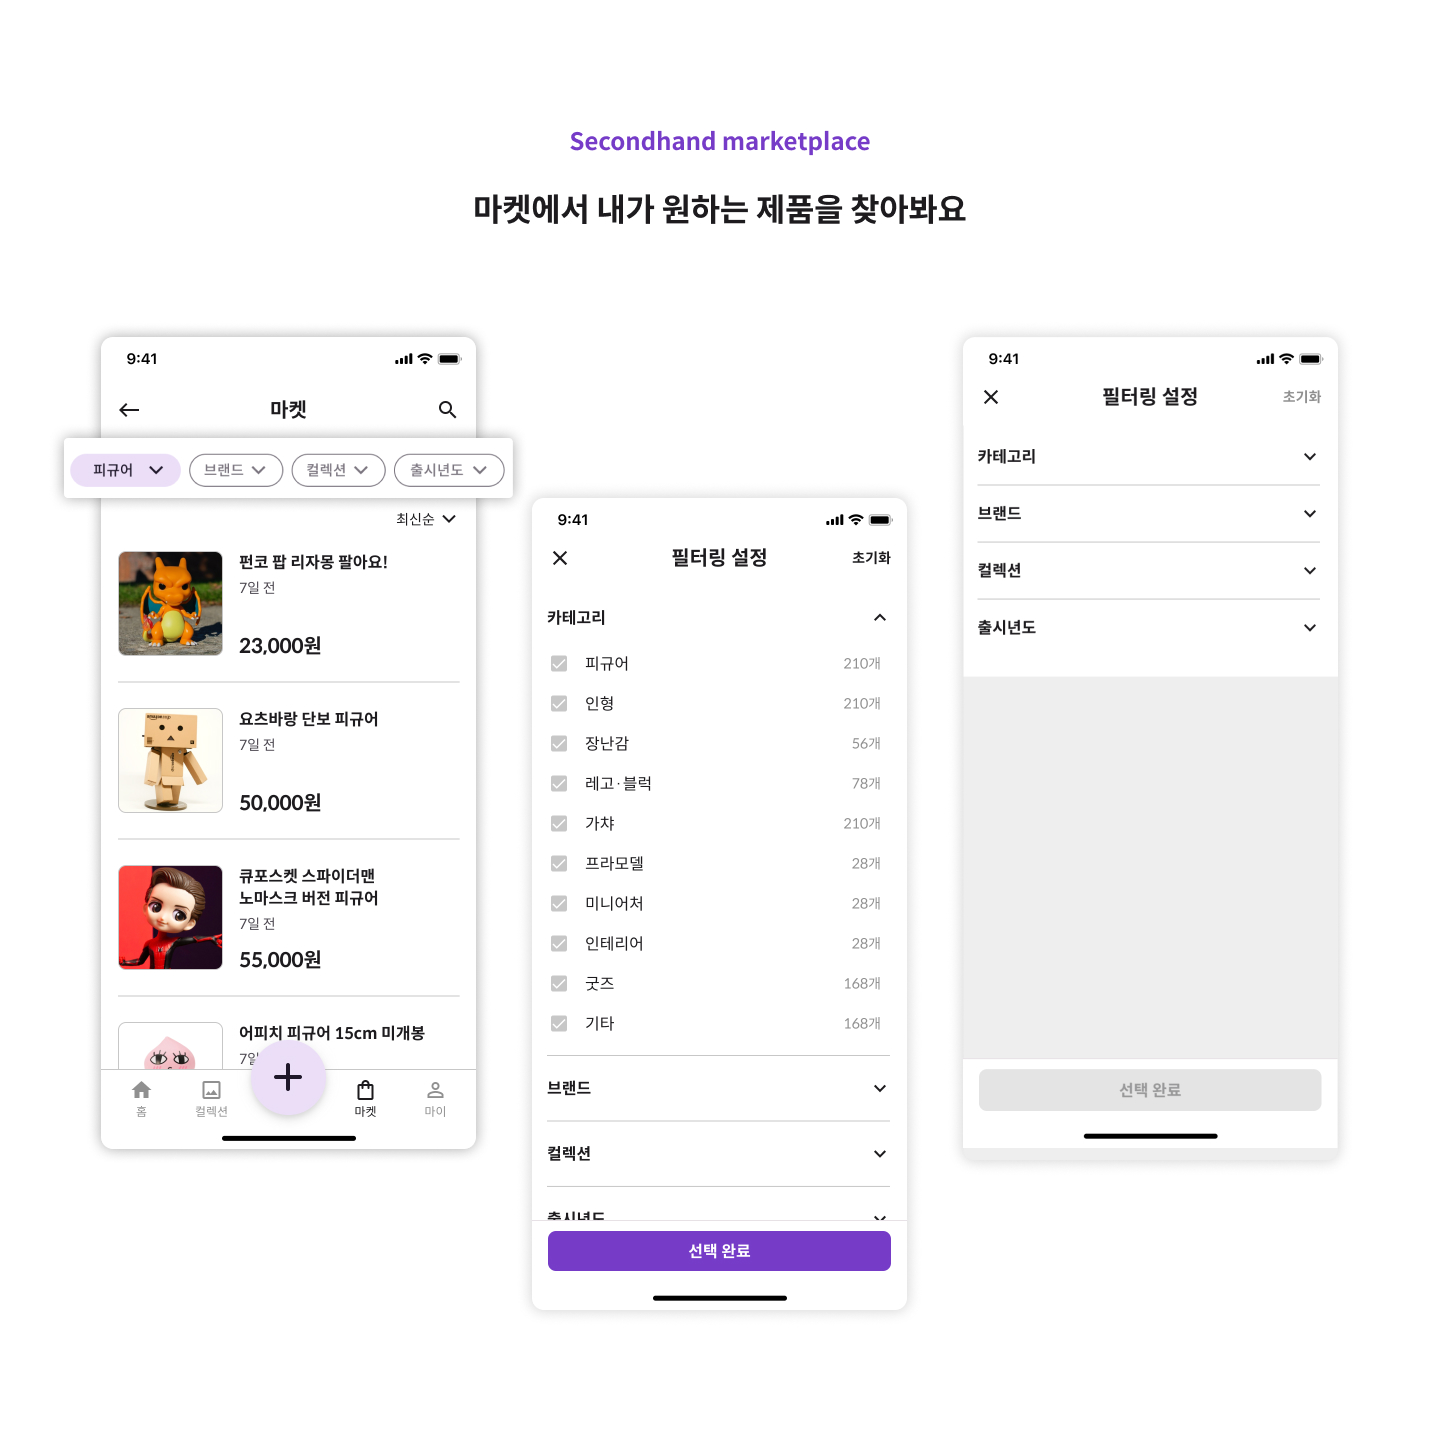 Secondhand marketplace
마켓에서 내가 원하는 제품을 찾아봐요
9:41
마켓
피규어
브랜드
컬렉션
출시년도
최신순
펀코 팝 리자몽 팔아요!
7일 전
23,000원
요츠바랑 단보 피규어
7일 전
50,000원
큐포스켓 스파이더맨
노마스크 버전 피규어
7일 전
55,000원
어피치 피규어 15cm 미개봉
7일
홈
컬렉션
마켓
마이
9:41
필터링 설정
초기화
카테고리
피규어 210개
인형 210개
장난감 56개
레고·블럭 78개
가챠 210개
프라모델 28개
미니어처 28개
인테리어 28개
굿즈 168개
기타 168개
브랜드
컬렉션
출시년도
선택 완료
9:41
필터링 설정
초기화
카테고리
브랜드
컬렉션
출시년도
선택 완료